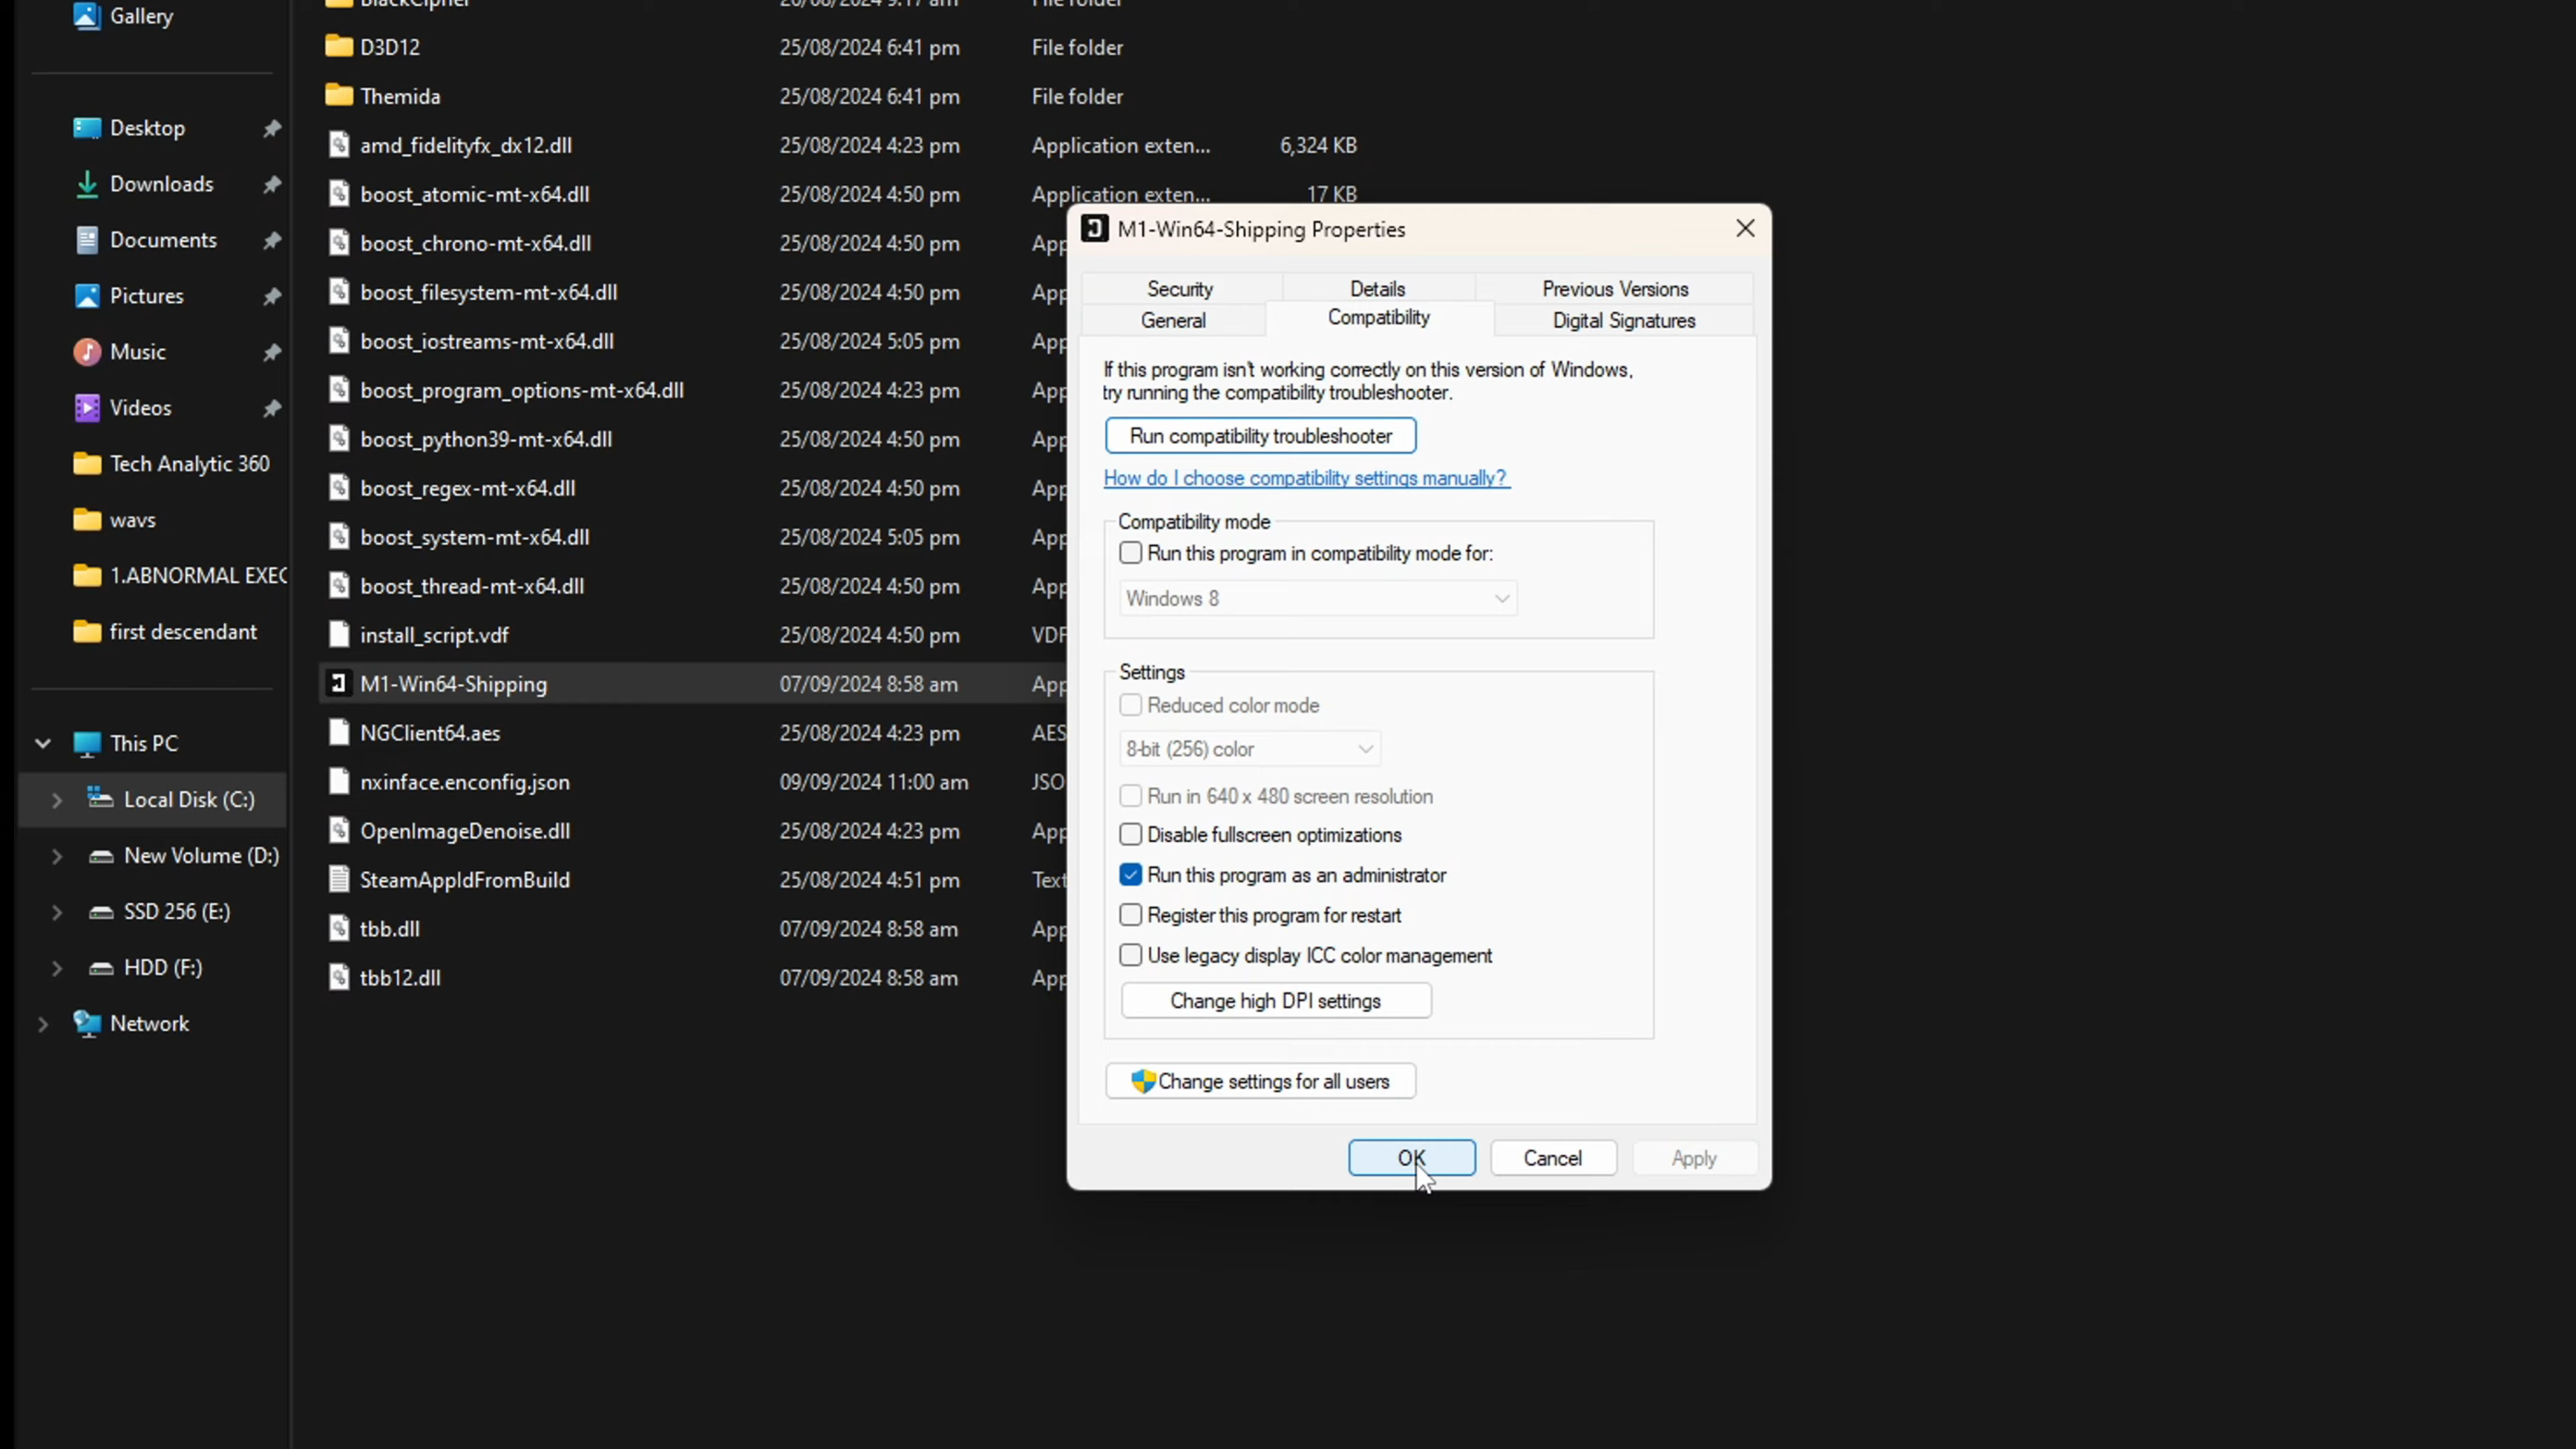 Gallery
Desktop
Downloads
Documents
Pictures
Music
Videos
Tech Analytic 360
wavs
1.ABNORMAL EXEC
first descendant
This PC
Local Disk (C:)
New Volume (D:)
SSD 256 (E:)
HDD (F:)
Network
BlackCipher 26/08/2024 9:17 am File folder
D3D12 25/08/2024 6:41 pm File folder
Themida 25/08/2024 6:41 pm File folder
amd_fidelityfx_dx12.dll 25/08/2024 4:23 pm Application exten... 6,324 KB
boost_atomic-mt-x64.dll 25/08/2024 4:50 pm Application exten... 17 KB
boost_chrono-mt-x64.dll 25/08/2024 4:50 pm App
boost_filesystem-mt-x64.dll 25/08/2024 4:50 pm App
boost_iostreams-mt-x64.dll 25/08/2024 5:05 pm App
boost_program_options-mt-x64.dll 25/08/2024 4:23 pm App
boost_python39-mt-x64.dll 25/08/2024 4:50 pm App
boost_regex-mt-x64.dll 25/08/2024 4:50 pm App
boost_system-mt-x64.dll 25/08/2024 5:05 pm App
boost_thread-mt-x64.dll 25/08/2024 4:50 pm App
install_script.vdf 25/08/2024 4:50 pm VDF
M1-Win64-Shipping 07/09/2024 8:58 am App
NGClient64.aes 25/08/2024 4:23 pm AES
nxinface.enconfig.json 09/09/2024 11:00 am JSO
OpenImageDenoise.dll 25/08/2024 4:23 pm App
SteamAppIdFromBuild 25/08/2024 4:51 pm Text
tbb.dll 07/09/2024 8:58 am App
tbb12.dll 07/09/2024 8:58 am App
M1-Win64-Shipping Properties
Security Details Previous Versions
General Compatibility Digital Signatures
If this program isn't working correctly on this version of Windows,
try running the compatibility troubleshooter.
Run compatibility troubleshooter
How do I choose compatibility settings manually?
Compatibility mode
Run this program in compatibility mode for:
Windows 8
Settings
Reduced color mode
8-bit (256) color
Run in 640 x 480 screen resolution
Disable fullscreen optimizations
Run this program as an administrator
Register this program for restart
Use legacy display ICC color management
Change high DPI settings
Change settings for all users
OK Cancel Apply